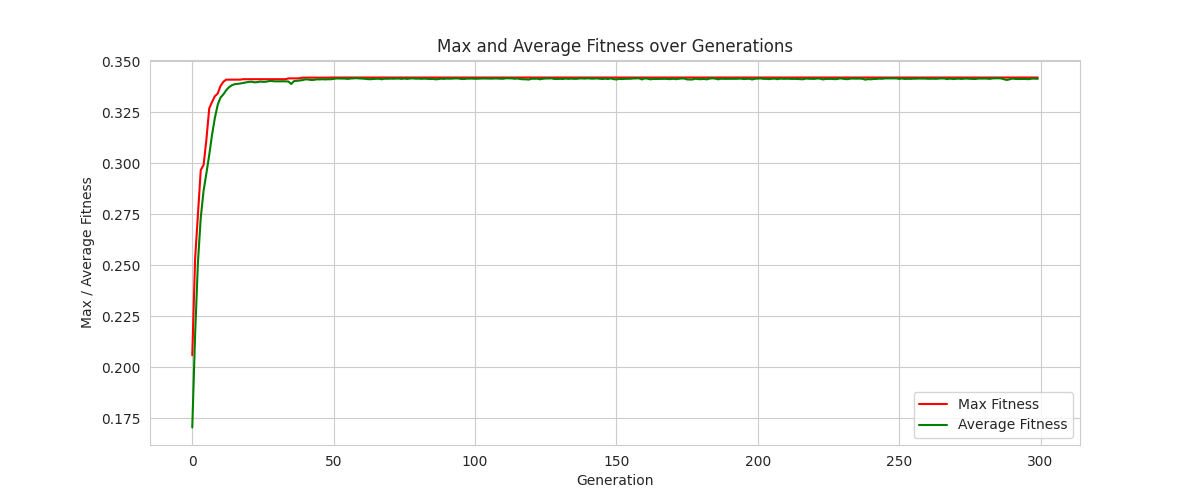 Max and Average Fitness over Generations
Max / Average Fitness
0.350
0.325
0.300
0.275
0.250
0.225
0.200
0.175
0 50 100 150 200 250 300
Generation
Max Fitness
Average Fitness